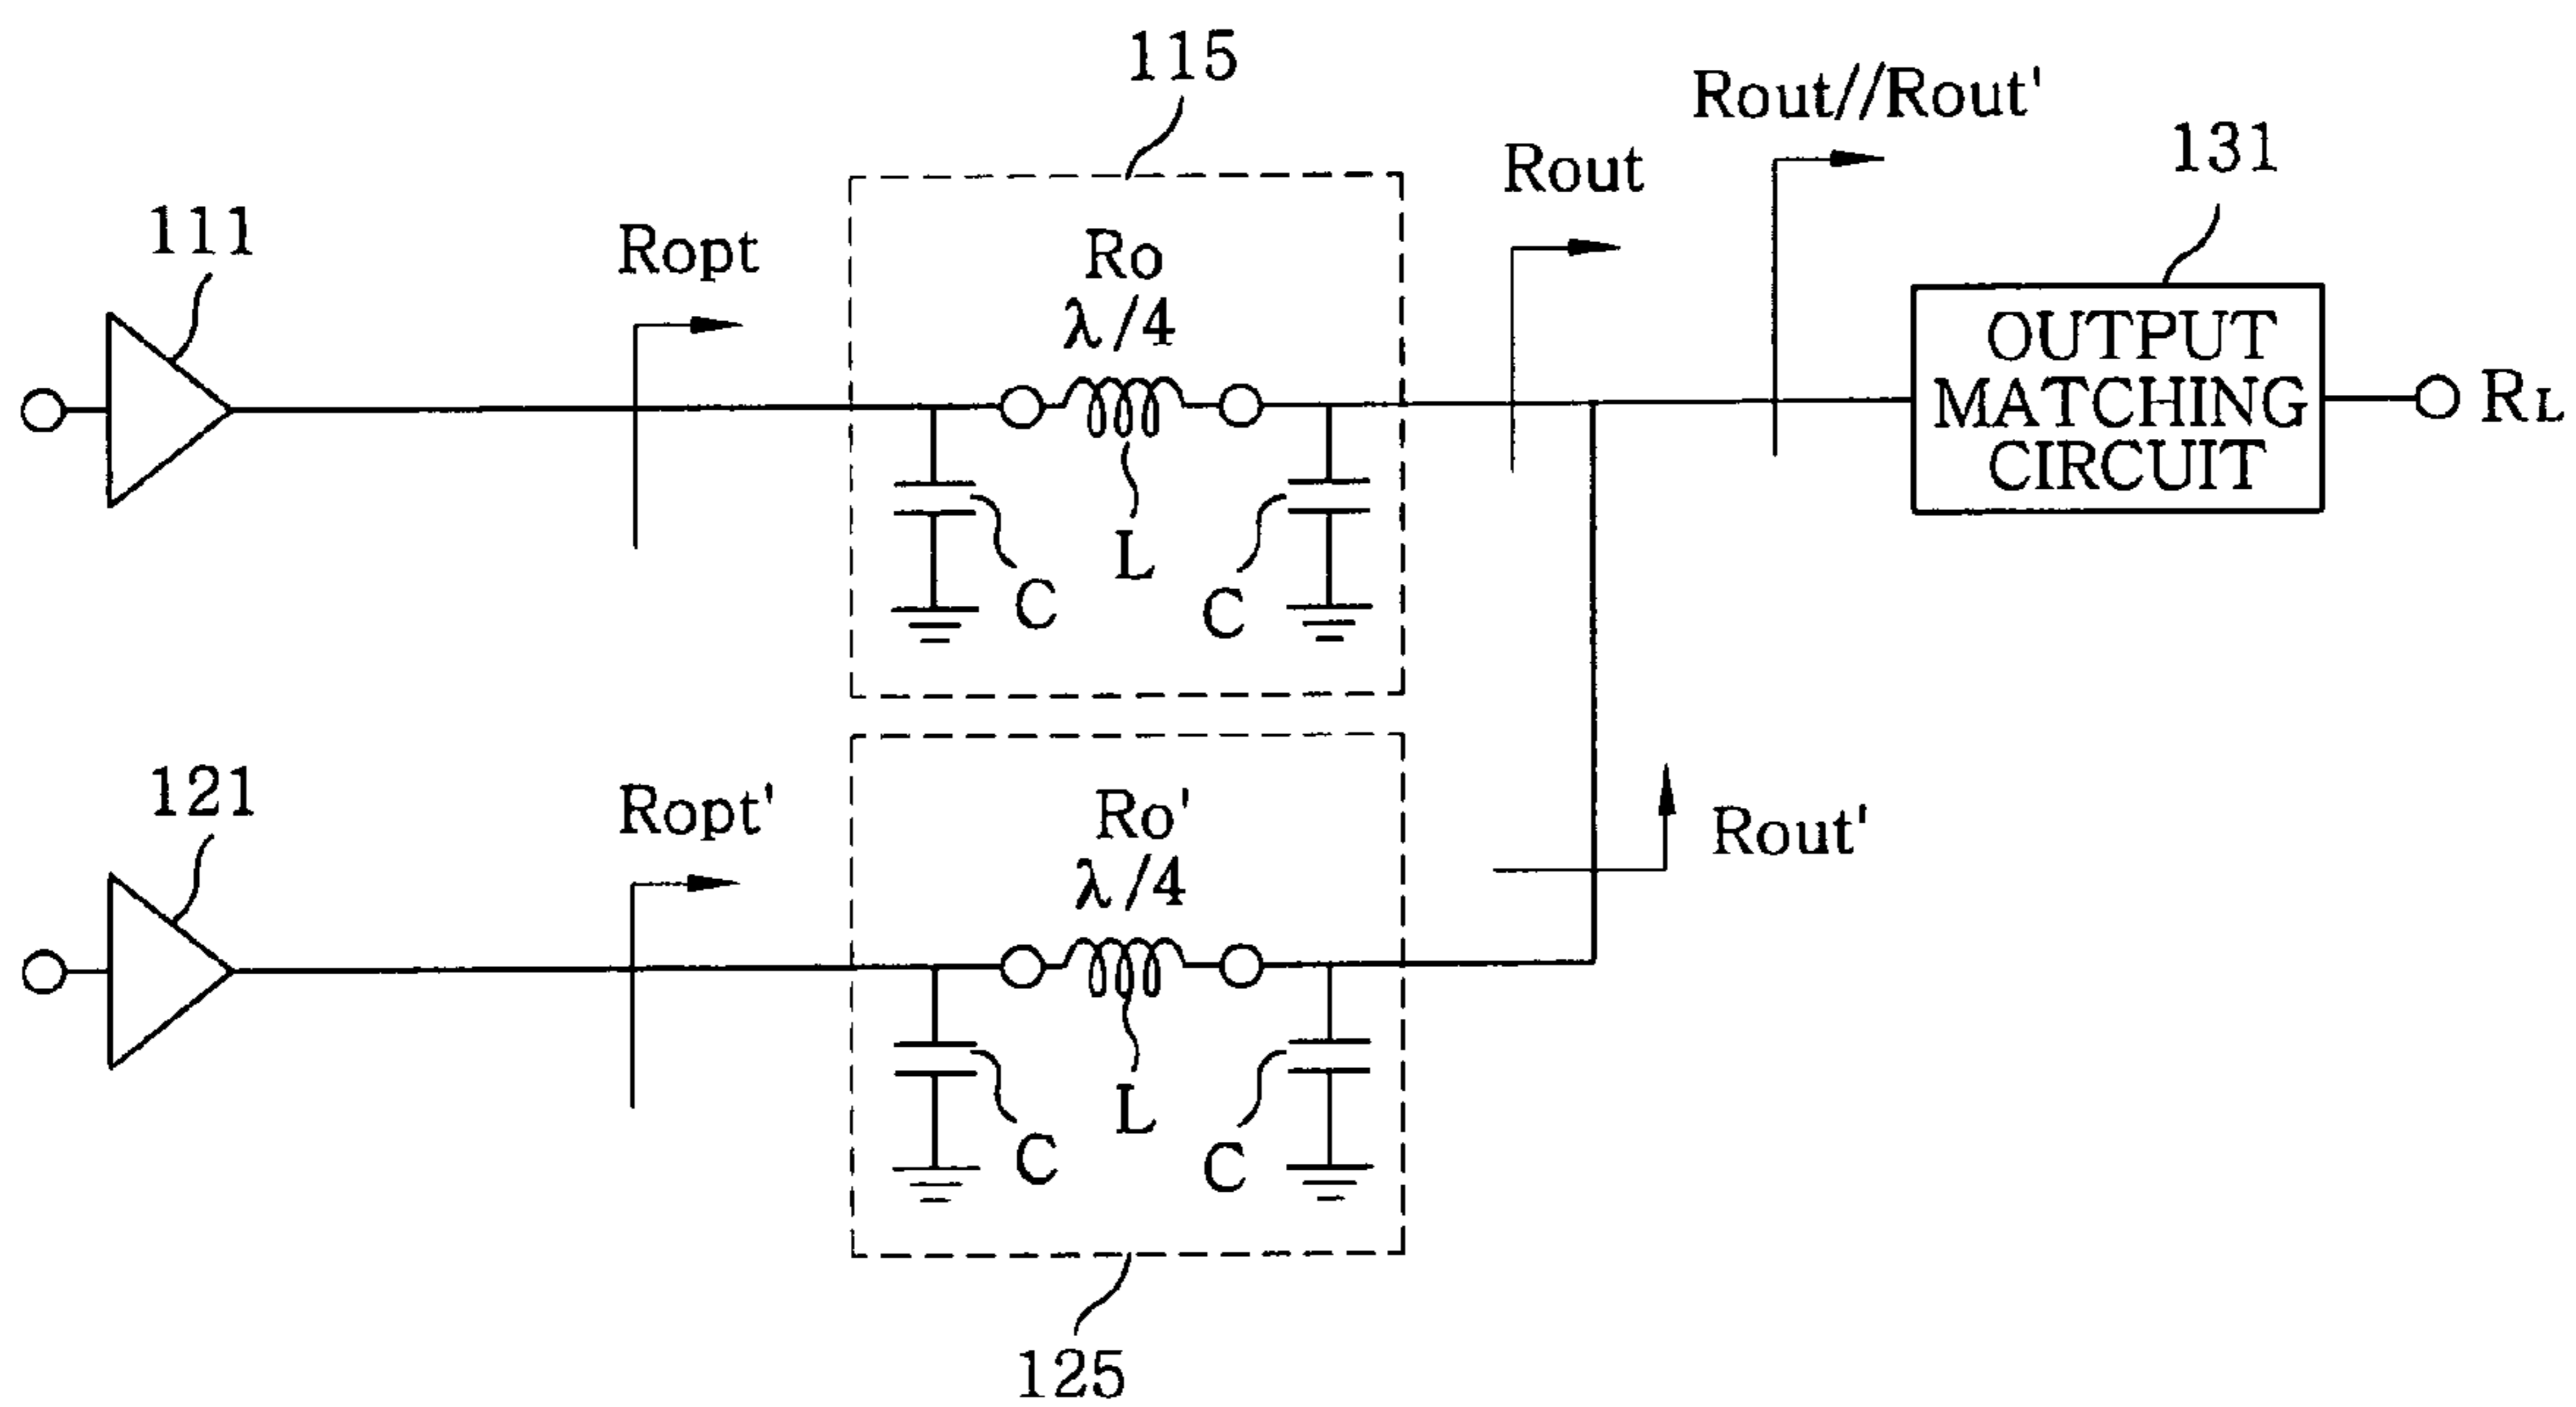 115
Rout//Rout'
131
Rout
111
Ropt
Ro
λ/4
OUTPUT
MATCHING
CIRCUIT
RL
L
C
C
121
Ropt'
Ro'
λ/4
Rout'
L
C
C
125